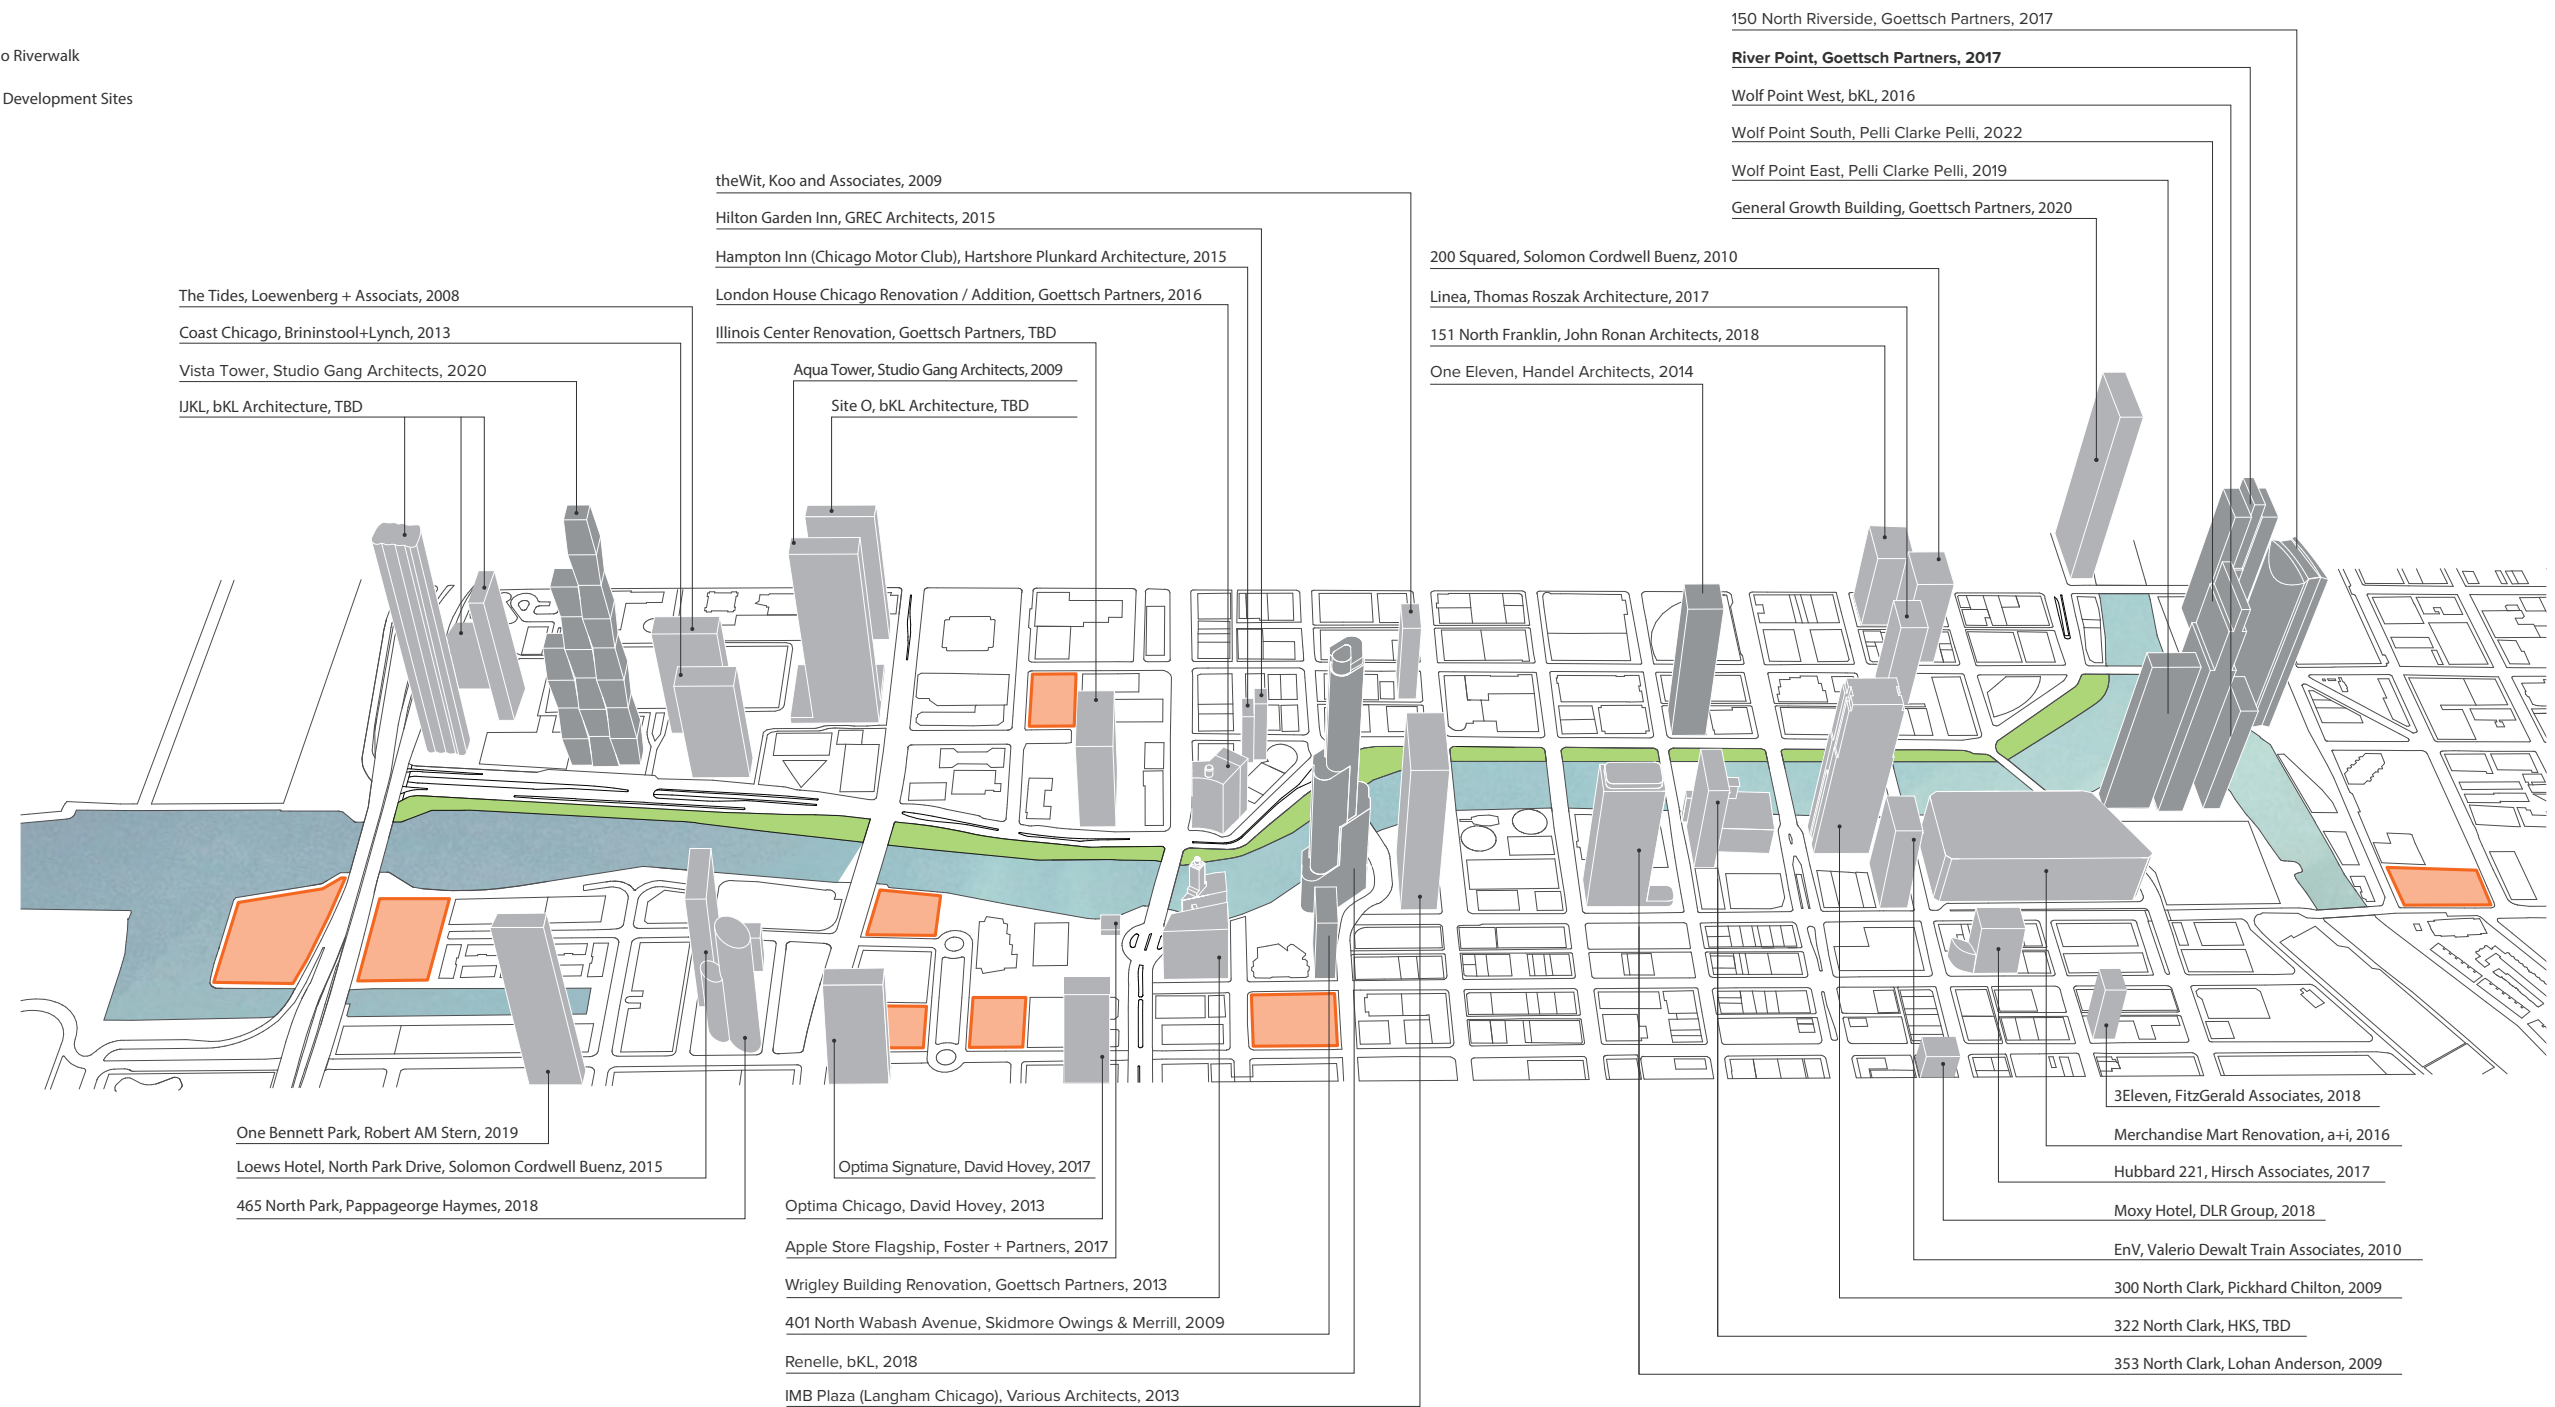 o Riverwalk
Development Sites
150 North Riverside, Goettsch Partners, 2017
River Point, Goettsch Partners, 2017
Wolf Point West, bKL, 2016
Wolf Point South, Pelli Clarke Pelli, 2022
Wolf Point East, Pelli Clarke Pelli, 2019
General Growth Building, Goettsch Partners, 2020
theWit, Koo and Associates, 2009
Hilton Garden Inn, GREC Architects, 2015
Hampton Inn (Chicago Motor Club), Hartshore Plunkard Architecture, 2015
London House Chicago Renovation / Addition, Goettsch Partners, 2016
Illinois Center Renovation, Goettsch Partners, TBD
Aqua Tower, Studio Gang Architects, 2009
Site O, bKL Architecture, TBD
200 Squared, Solomon Cordwell Buenz, 2010
Linea, Thomas Roszak Architecture, 2017
151 North Franklin, John Ronan Architects, 2018
One Eleven, Handel Architects, 2014
The Tides, Loewenberg + Associats, 2008
Coast Chicago, Brininstool+Lynch, 2013
Vista Tower, Studio Gang Architects, 2020
IJKL, bKL Architecture, TBD
One Bennett Park, Robert AM Stern, 2019
Loews Hotel, North Park Drive, Solomon Cordwell Buenz, 2015
465 North Park, Pappageorge Haymes, 2018
Optima Signature, David Hovey, 2017
Optima Chicago, David Hovey, 2013
Apple Store Flagship, Foster + Partners, 2017
Wrigley Building Renovation, Goettsch Partners, 2013
401 North Wabash Avenue, Skidmore Owings & Merrill, 2009
Renelle, bKL, 2018
IMB Plaza (Langham Chicago), Various Architects, 2013
3Eleven, FitzGerald Associates, 2018
Merchandise Mart Renovation, a+i, 2016
Hubbard 221, Hirsch Associates, 2017
Moxy Hotel, DLR Group, 2018
EnV, Valerio Dewalt Train Associates, 2010
300 North Clark, Pickhard Chilton, 2009
322 North Clark, HKS, TBD
353 North Clark, Lohan Anderson, 2009